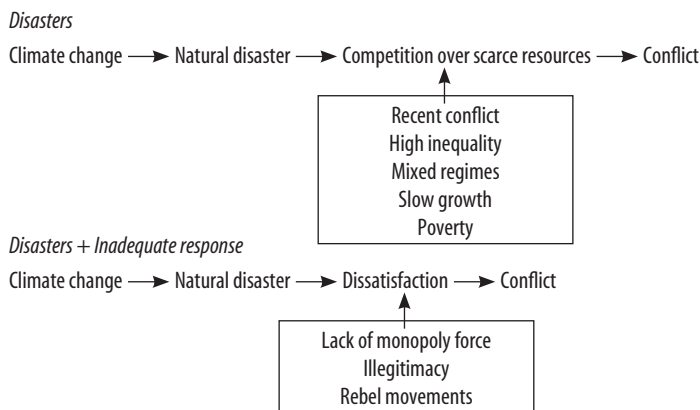 Disasters
Climate change Natural disaster Competition over scarce resources Conflict
Recent conflict
High inequality
Mixed regimes
Slow growth
Poverty
Disasters + Inadequate response
Climate change Natural disaster Dissatisfaction Conflict
Lack of monopoly force
Illegitimacy
Rebel movements